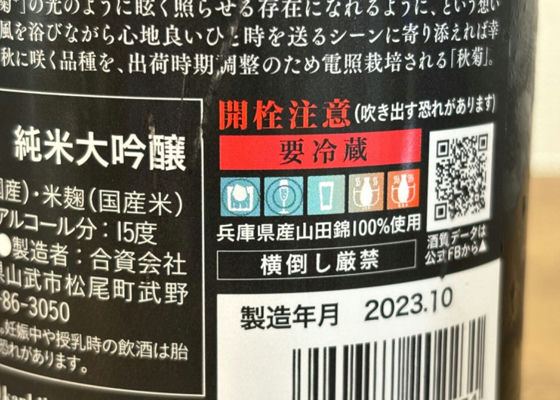 菊"の光のように眩く照らせる存在になれるように、という想い
風を浴びながら心地良いひと時を送るシーンに寄り添えれば幸
秋に咲く品種を、出荷時期調整のため電照栽培される「秋菊」。
純米大吟醸
国産)・米麹(国産米)
アルコール分：15度
●製造者：合資会社
県山武市松尾町武野
-86-3050
。妊娠中や授乳時の飲酒は胎
恐れがあります。
開栓注意(吹き出す恐れがあります)
要冷蔵
兵庫県産山田錦100%使用
横倒し厳禁
酒質データは
公式FBから▲
製造年月 2023.10